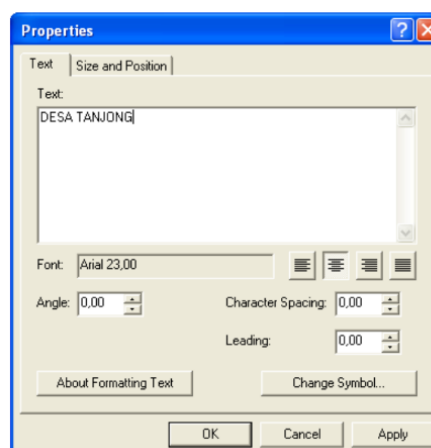 Properties
Text Size and Position
Text:
DESA TANJONG
Font: Arial 23,00
Angle: 0,00 Character Spacing: 0,00
Leading: 0,00
About Formatting Text Change Symbol...
OK Cancel Apply